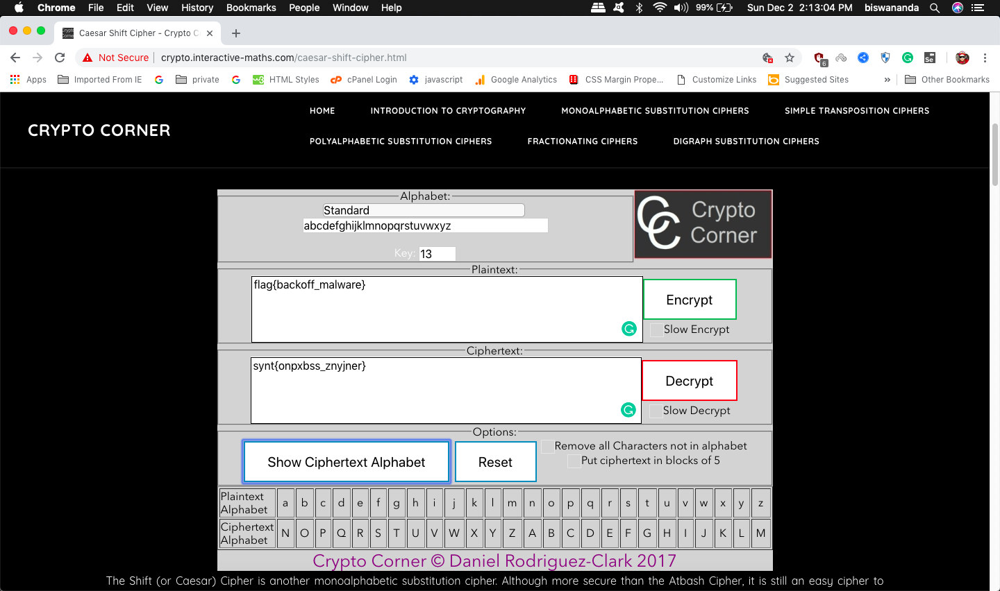 Chrome File Edit View History Bookmarks People Window Help 99% Sun Dec 2 2:13:04 PM biswananda
Caesar Shift Cipher - Crypto C
Not Secure crypto.interactive-maths.com/caesar-shift-cipher.html 6 Se
Apps Imported From IE private HTML Styles cPanel Login javascript Google Analytics CSS Margin Prope... Customize Links Suggested Sites » Other Bookmarks
HOME INTRODUCTION TO CRYPTOGRAPHY MONOALPHABETIC SUBSTITUTION CIPHERS SIMPLE TRANSPOSITION CIPHERS
CRYPTO CORNER
POLYALPHABETIC SUBSTITUTION CIPHERS FRACTIONATING CIPHERS DIGRAPH SUBSTITUTION CIPHERS
Alphabet:
Standard
abcdefghijklmnopqrstuvwxyz
Key: 13
CC Crypto
Corner
Plaintext:
flag{backoff_malware}
Encrypt
Slow Encrypt
Ciphertext:
synt{onpxbss_znyjner}
Decrypt
Slow Decrypt
Options:
Show Ciphertext Alphabet Reset
Remove all Characters not in alphabet
Put ciphertext in blocks of 5
Plaintext Alphabet a b c d e f g h i j k l m n o p q r s t u v w x y z
Ciphertext Alphabet N O P Q R S T U V W X Y Z A B C D E F G H I J K L M
Crypto Corner © Daniel Rodriguez-Clark 2017
The Shift (or Caesar) Cipher is another monoalphabetic substitution cipher. Although more secure than the Atbash Cipher, it is still an easy cipher to